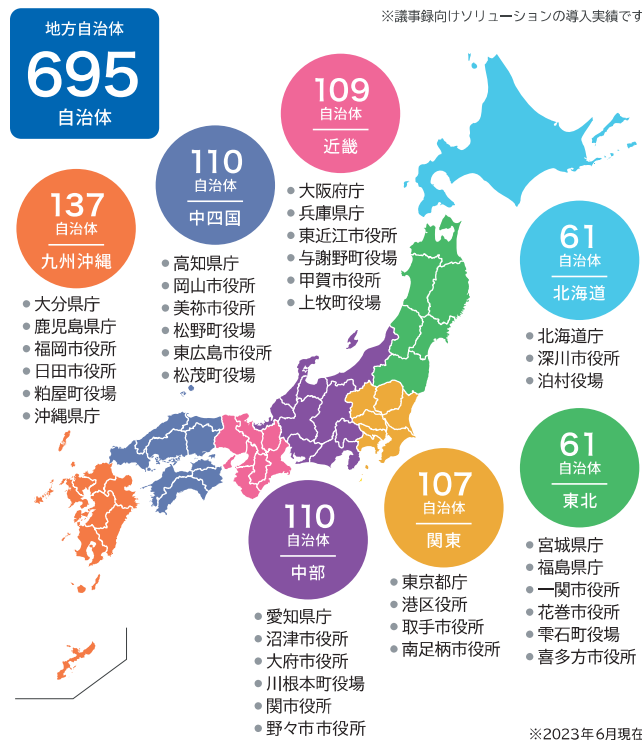 ※議事録向けソリューションの導入実績です
地方自治体
695
自治体
109
自治体
近畿
大阪府庁
兵庫県庁
東近江市役所
与謝野町役場
甲賀市役所
上牧町役場
110
自治体
中四国
高知県庁
岡山市役所
美祢市役所
松野町役場
東広島市役所
松茂町役場
137
自治体
九州沖縄
大分県庁
鹿児島県庁
福岡市役所
日田市役所
粕屋町役場
沖縄県庁
61
自治体
北海道
北海道庁
深川市役所
泊村役場
61
自治体
東北
宮城県庁
福島県庁
一関市役所
花巻市役所
雫石町役場
喜多方市役所
107
自治体
関東
東京都庁
港区役所
取手市役所
南足柄市役所
110
自治体
中部
愛知県庁
沼津市役所
大府市役所
川根本町役場
関市役所
野々市市役所
※2023年6月現在